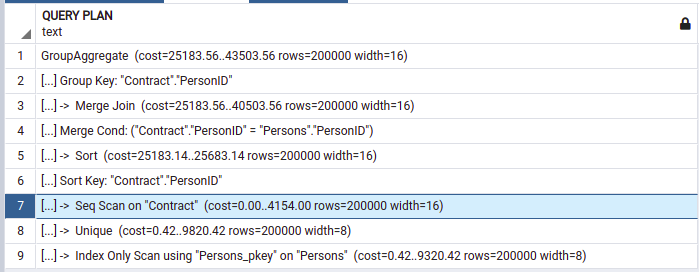 QUERY PLAN
text
1 GroupAggregate (cost=25183.56..43503.56 rows=200000 width=16)
2 [...] Group Key: "Contract"."PersonID"
3 [...] -> Merge Join (cost=25183.56..40503.56 rows=200000 width=16)
4 [...] Merge Cond: ("Contract"."PersonID" = "Persons"."PersonID")
5 [...] -> Sort (cost=25183.14..25683.14 rows=200000 width=16)
6 [...] Sort Key: "Contract"."PersonID"
7 [...] -> Seq Scan on "Contract" (cost=0.00..4154.00 rows=200000 width=16)
8 [...] -> Unique (cost=0.42..9820.42 rows=200000 width=8)
9 [...] -> Index Only Scan using "Persons_pkey" on "Persons" (cost=0.42..9320.42 rows=200000 width=8)